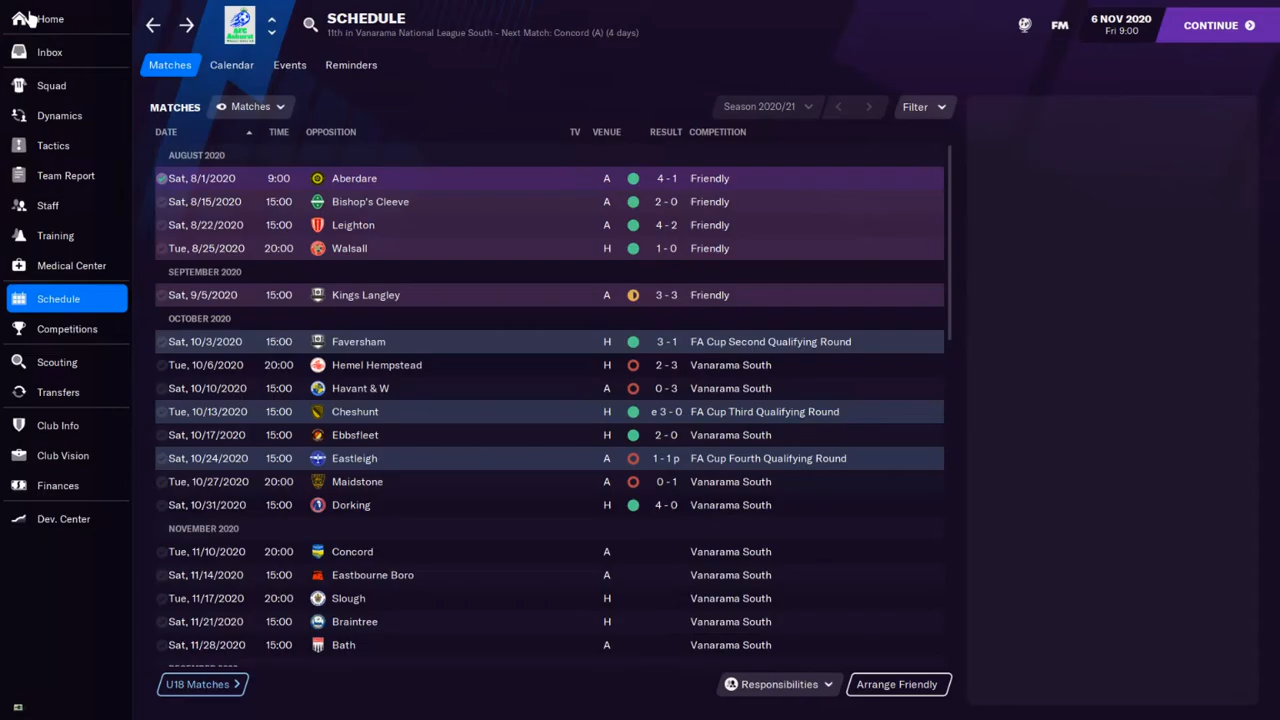 Home
Inbox
Squad
Dynamics
Tactics
Team Report
Staff
Training
Medical Center
Schedule
Competitions
Scouting
Transfers
Club Info
Club Vision
Finances
Dev. Center
SCHEDULE
11th in Vanarama National League South - Next Match: Concord (A) (4 days)
FM
6 NOV 2020
Fri 9:00
CONTINUE
Matches Calendar Events Reminders
MATCHES Matches Season 2020/21 Filter
DATE TIME OPPOSITION TV VENUE RESULT COMPETITION
AUGUST 2020
Sat, 8/1/2020 9:00 Aberdare A 4 - 1 Friendly
Sat, 8/15/2020 15:00 Bishop's Cleeve A 2 - 0 Friendly
Sat, 8/22/2020 15:00 Leighton A 4 - 2 Friendly
Tue, 8/25/2020 20:00 Walsall H 1 - 0 Friendly
SEPTEMBER 2020
Sat, 9/5/2020 15:00 Kings Langley A 3 - 3 Friendly
OCTOBER 2020
Sat, 10/3/2020 15:00 Faversham H 3 - 1 FA Cup Second Qualifying Round
Tue, 10/6/2020 20:00 Hemel Hempstead H 2 - 3 Vanarama South
Sat, 10/10/2020 15:00 Havant & W A 0 - 3 Vanarama South
Tue, 10/13/2020 15:00 Cheshunt H e 3 - 0 FA Cup Third Qualifying Round
Sat, 10/17/2020 15:00 Ebbsfleet H 2 - 0 Vanarama South
Sat, 10/24/2020 15:00 Eastleigh A 1 - 1 p FA Cup Fourth Qualifying Round
Tue, 10/27/2020 20:00 Maidstone A 0 - 1 Vanarama South
Sat, 10/31/2020 15:00 Dorking H 4 - 0 Vanarama South
NOVEMBER 2020
Tue, 11/10/2020 20:00 Concord A Vanarama South
Sat, 11/14/2020 15:00 Eastbourne Boro A Vanarama South
Tue, 11/17/2020 20:00 Slough H Vanarama South
Sat, 11/21/2020 15:00 Braintree H Vanarama South
Sat, 11/28/2020 15:00 Bath A Vanarama South
U18 Matches Responsibilities Arrange Friendly